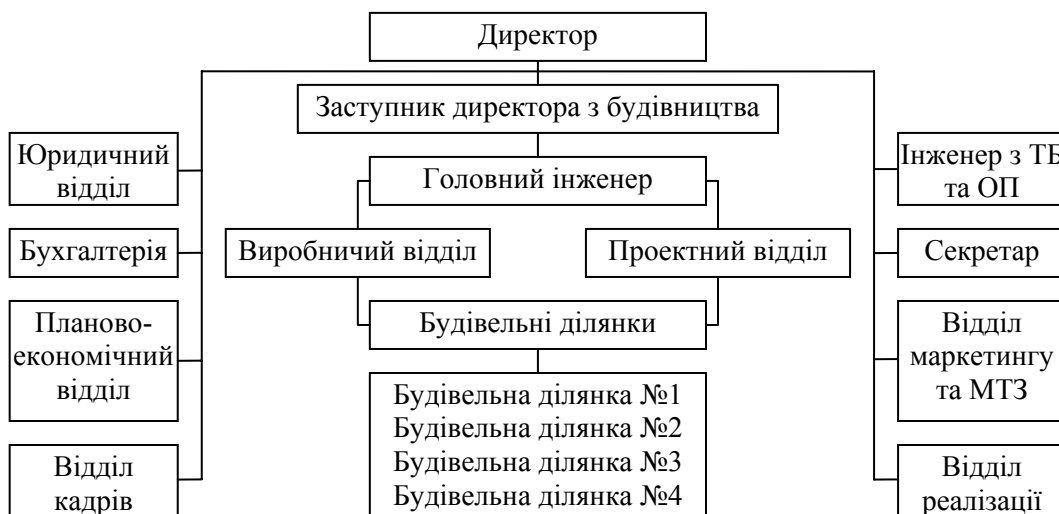 Директор
Заступник директора з будівництва
Юридичний
відділ
Головний інженер
Інженер з ТБ
та ОП
Бухгалтерія
Виробничий відділ
Проектний відділ
Секретар
Планово-
економічний
відділ
Будівельні ділянки
Відділ
маркетингу
та МТЗ
Будівельна ділянка №1
Будівельна ділянка №2
Будівельна ділянка №3
Будівельна ділянка №4
Відділ
кадрів
Відділ
реалізації